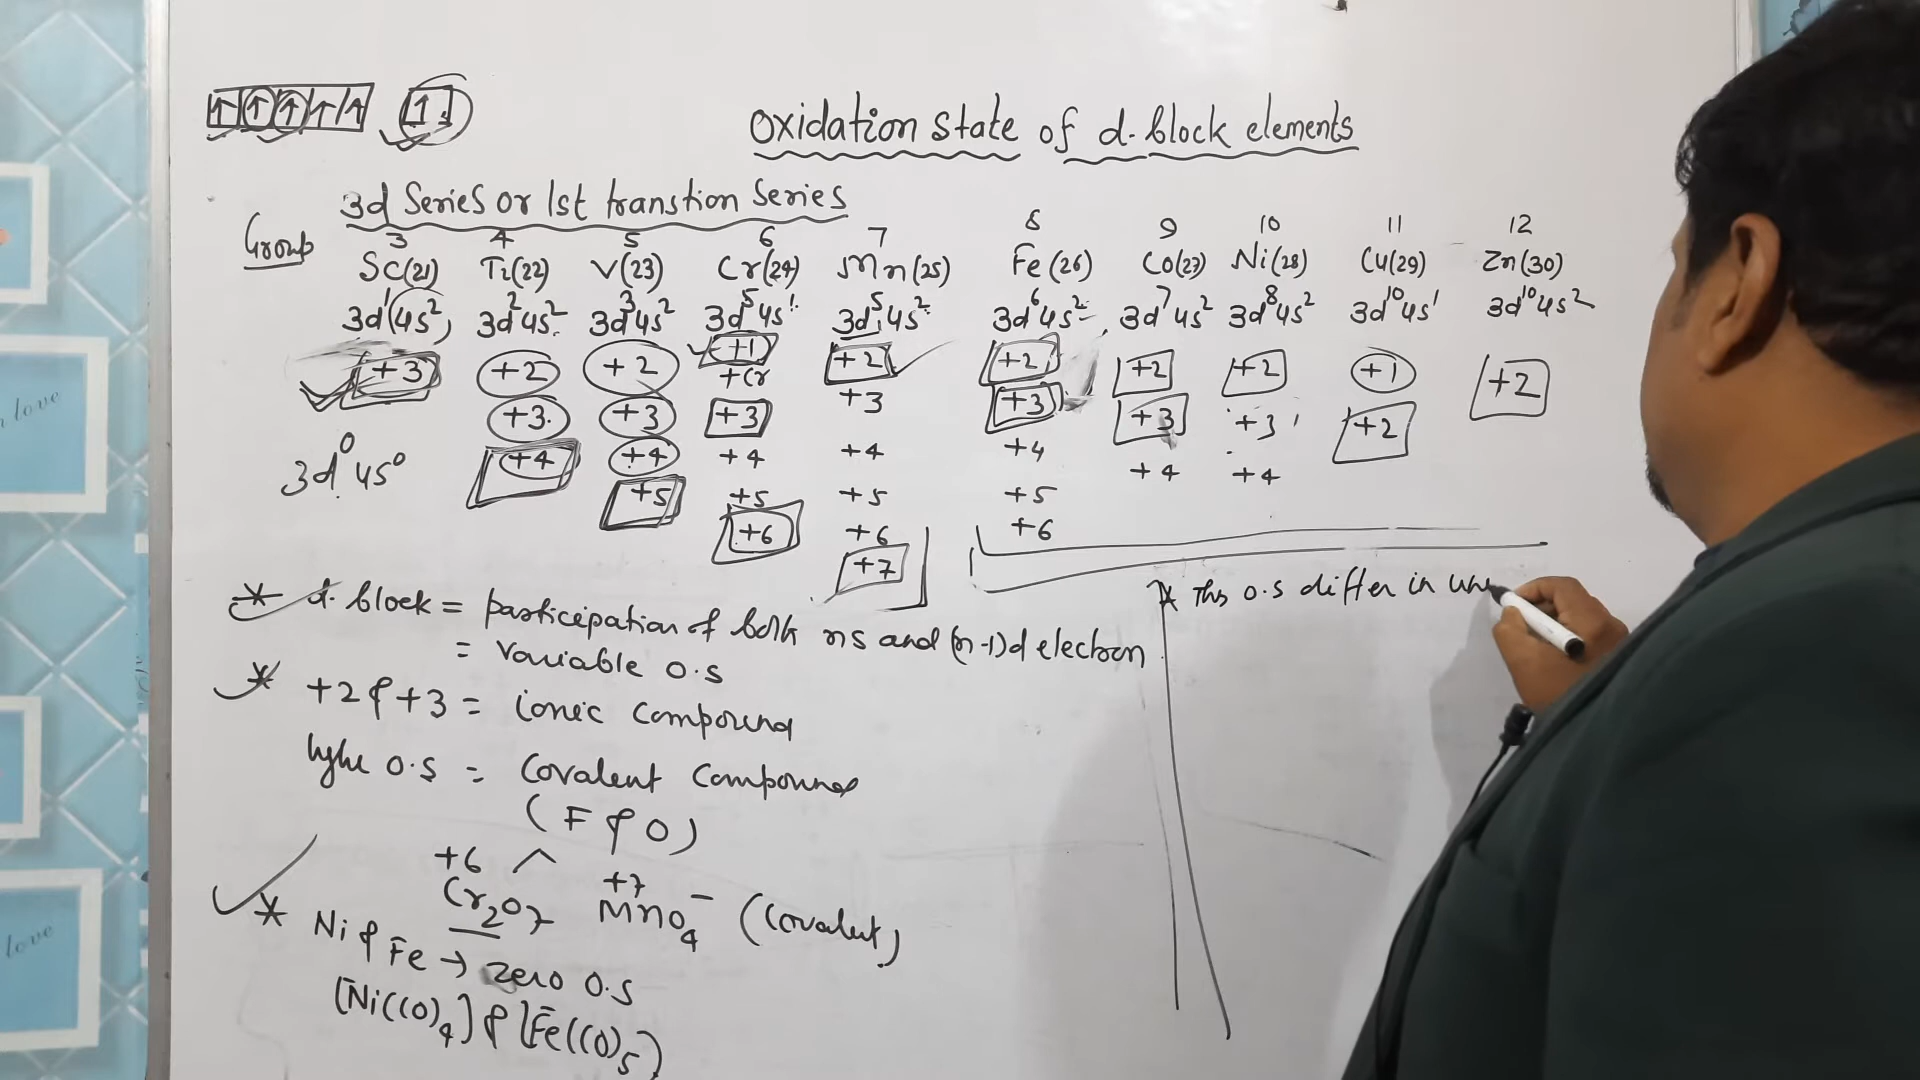 Oxidation state of d-block elements
3d Series or 1st transtion Series
Group 3 4 5 6 7 8 9 10 11 12
Sc(21) Ti(22) V(23) Cr(24) Mn(25) Fe(26) Co(27) Ni(28) Cu(29) Zn(30)
3d¹4s² 3d²4s² 3d³4s² 3d⁵4s¹ 3d⁵4s² 3d⁶4s² 3d⁷4s² 3d⁸4s² 3d¹⁰4s¹ 3d¹⁰4s²
+3 +2 +2 +1 +2 +2 +2 +2 +1 +2
+3 +3 +3 +3 +3 +3 +3 +2
+4 +4 +4 +4 +4 +4 +4
+5 +5 +5 +5
+6 +6 +6
+7
3d⁰4s⁰
* d-block = participation of both ns and (n-1)d electron
= variable O.S
* +2 & +3 = ionic compound
O.S = Covalent Compounds
(F & O)
+6 +7
Cr₂O₇ MnO₄⁻ (Covalent)
* Ni & Fe → zero O.S
[Ni(CO)₄] & [Fe(CO)₅]
* This O.S differ in
love
love